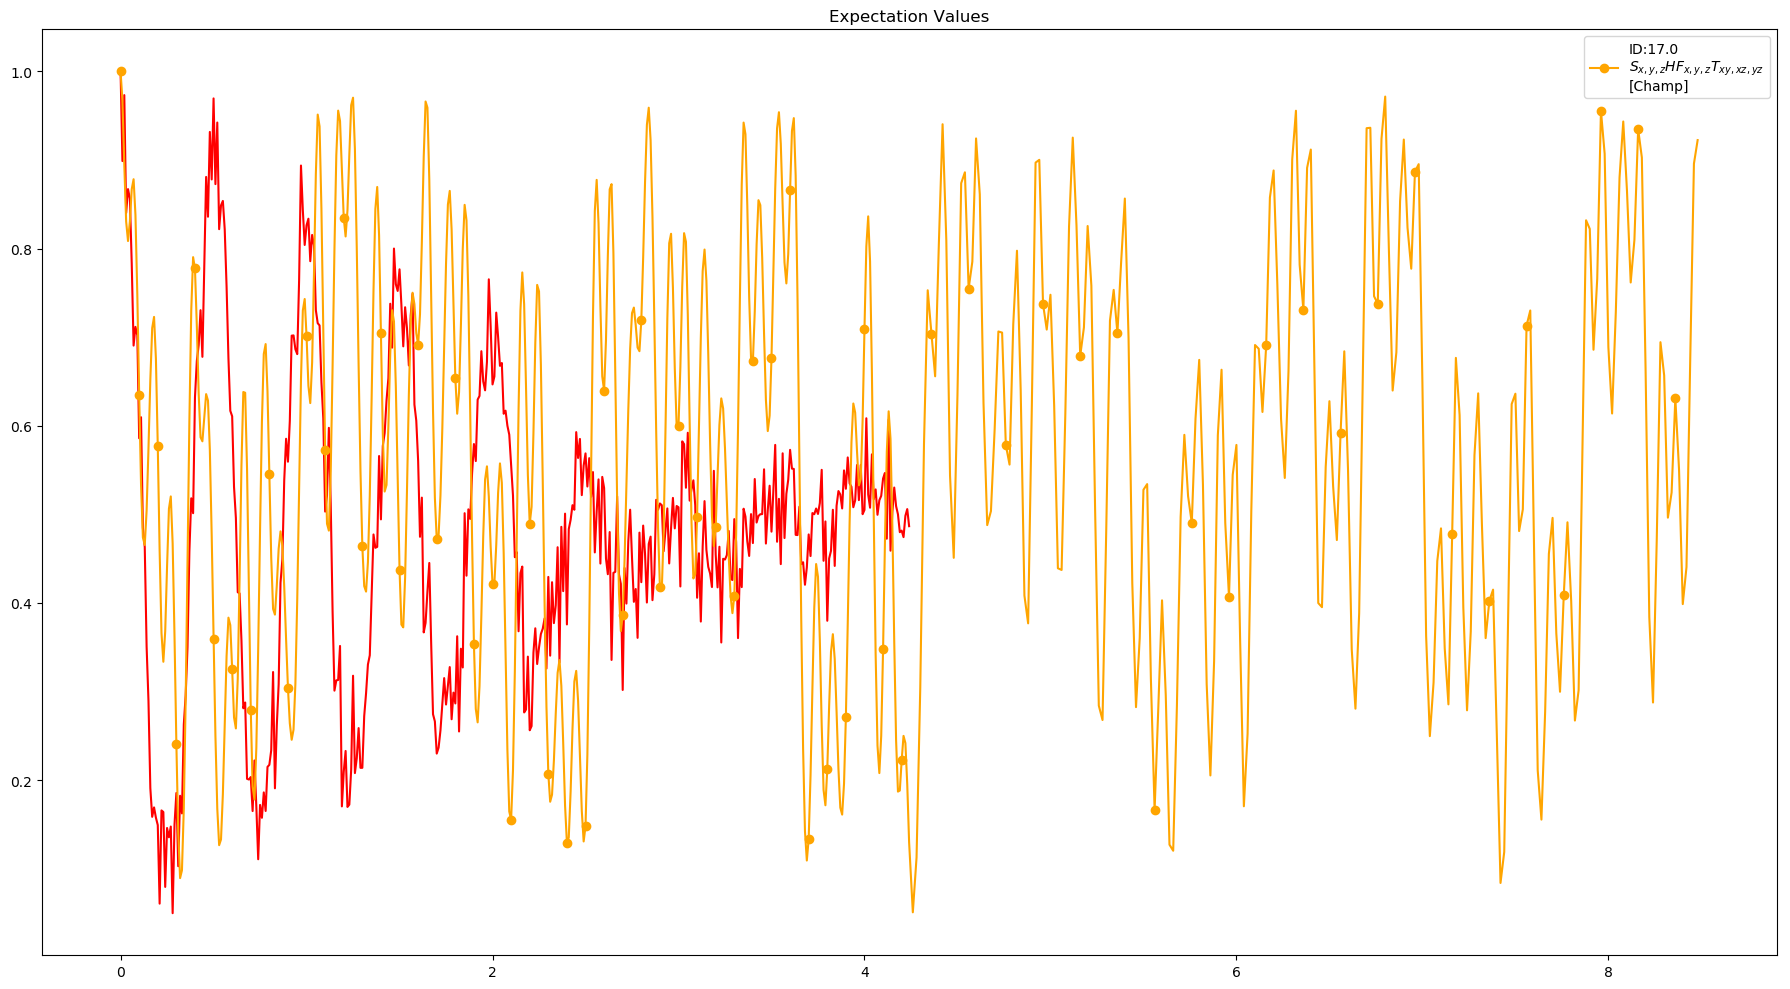 Expectation Values
ID:17.0
$S_{x,y,z}HF_{x,y,z}T_{xy,xz,yz}$
[Champ]
1.0
0.8
0.6
0.4
0.2
0 2 4 6 8